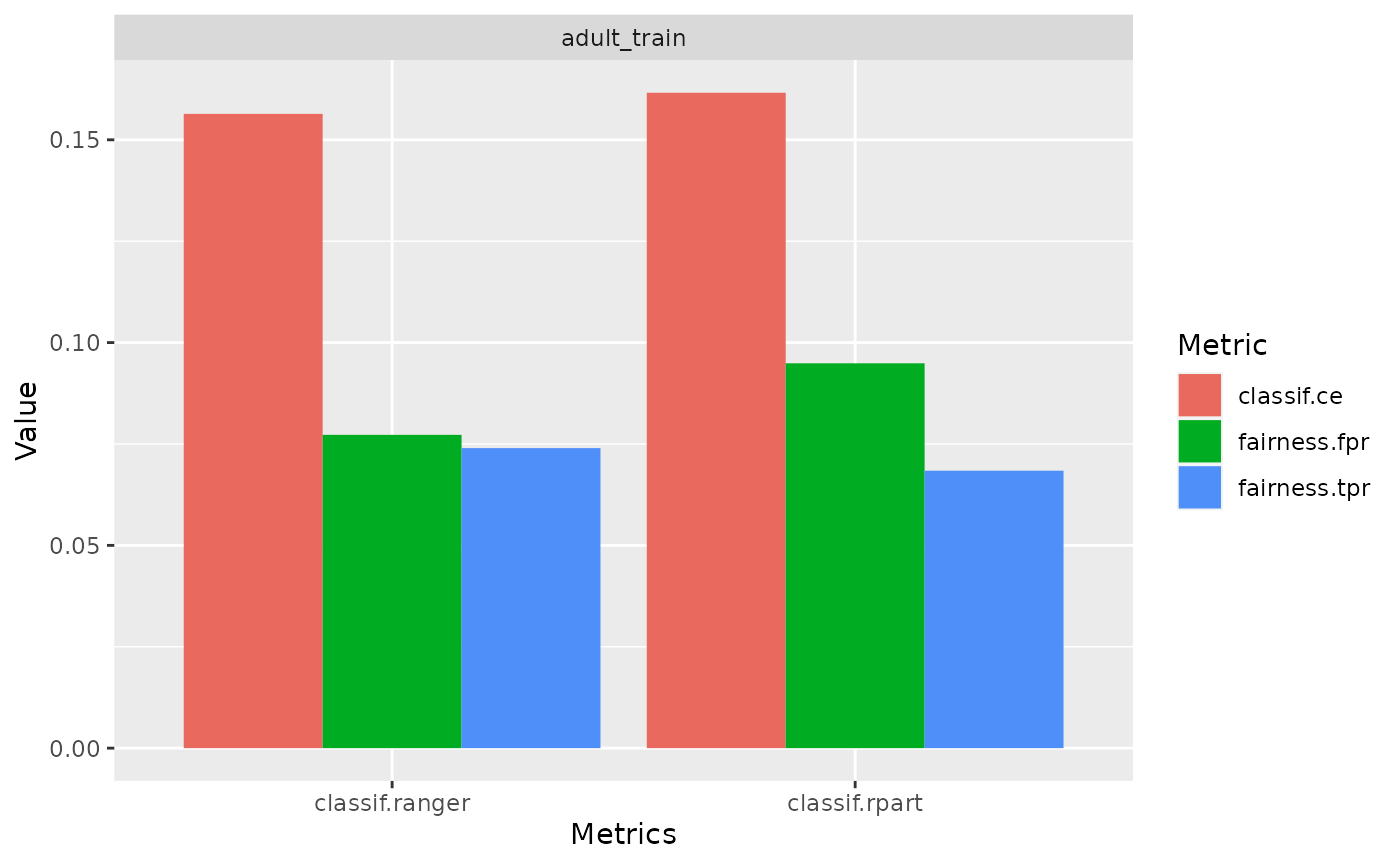 adult_train
0.15
0.10
0.05
0.00
Value
classif.ranger
classif.rpart
Metrics
Metric
classif.ce
fairness.fpr
fairness.tpr